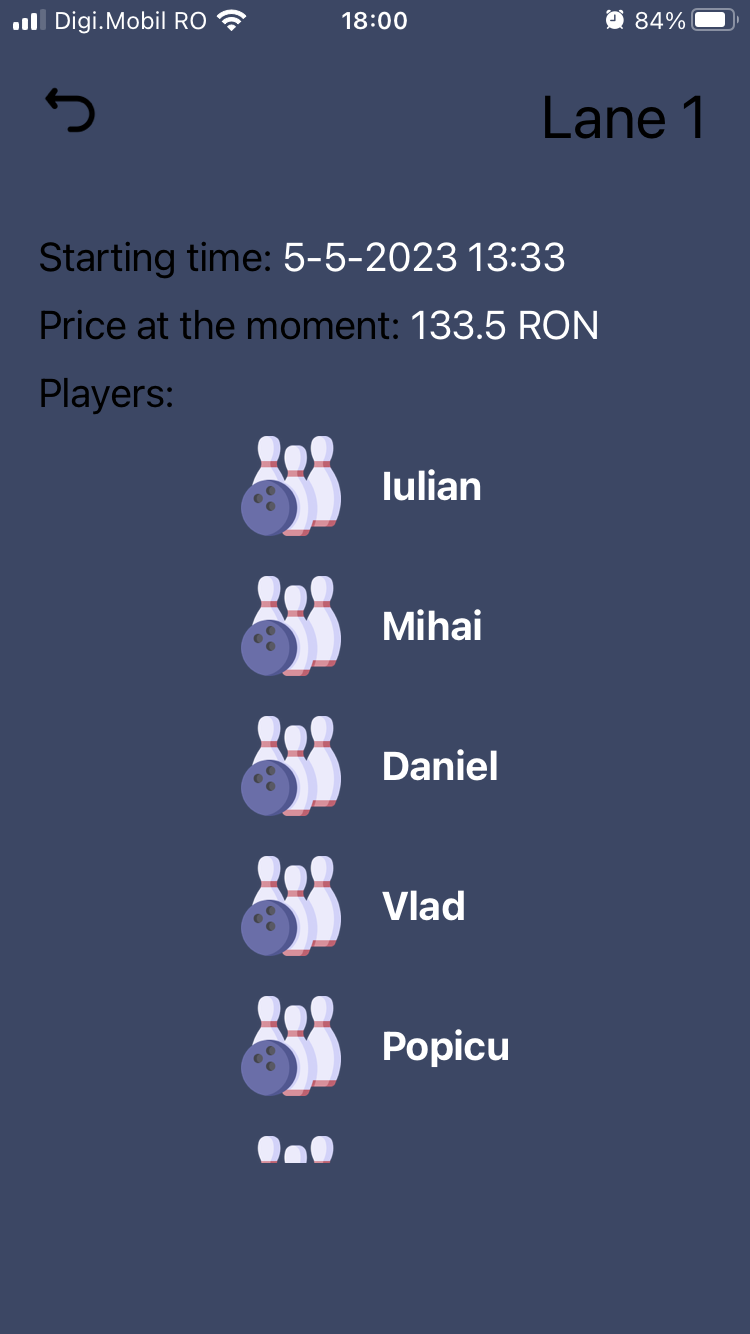 Digi.Mobil RO 18:00 84%
Lane 1
Starting time: 5-5-2023 13:33
Price at the moment: 133.5 RON
Players:
Iulian
Mihai
Daniel
Vlad
Popicu